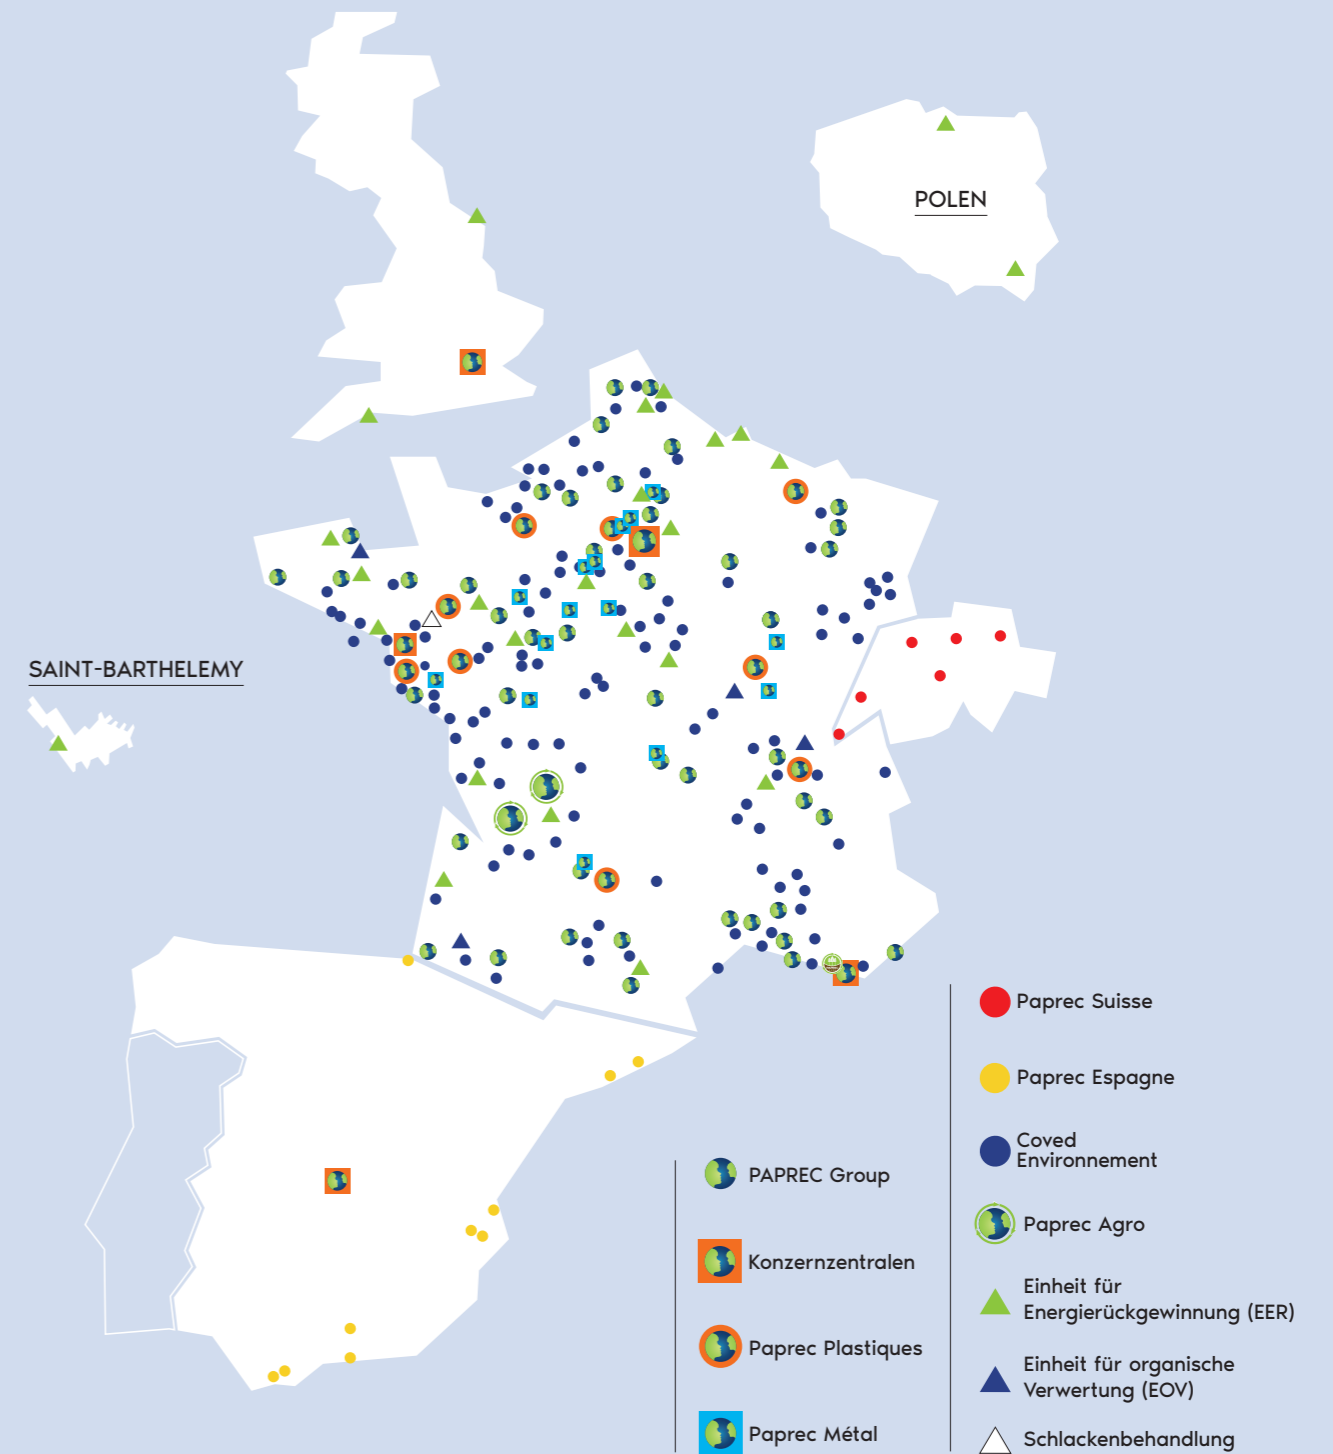 POLEN
SAINT-BARTHELEMY
PAPREC Group
Konzernzentralen
Paprec Plastiques
Paprec Métal
Paprec Suisse
Paprec Espagne
Coved
Environnement
Paprec Agro
Einheit für
Energierückgewinnung (EER)
Einheit für organische
Verwertung (EOV)
Schlackenbehandlung